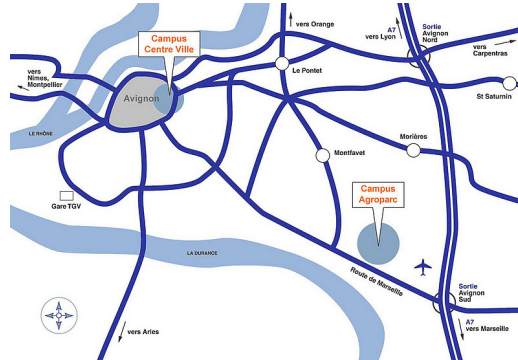 Campus
Centre Ville
vers Orange
A7
vers Lyon
Sortie
Avignon
Nord
vers
Carpentras
vers
Nimes,
Montpellier
Le Pontet
Avignon
St Saturnin
LE RHÔNE
Morières
Montfavet
Campus
Agroparc
Gare TGV
LA DURANCE
Route de Marseille
Sortie
Avignon
Sud
vers Arles
A7
vers Marseille